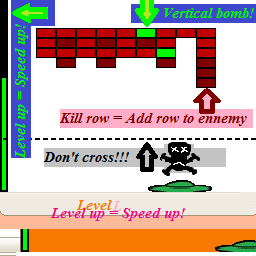 Vertical bomb!
Level up = Speed up!
Kill row = Add row to ennemy
Don't cross!!!
Level
Level up = Speed up!